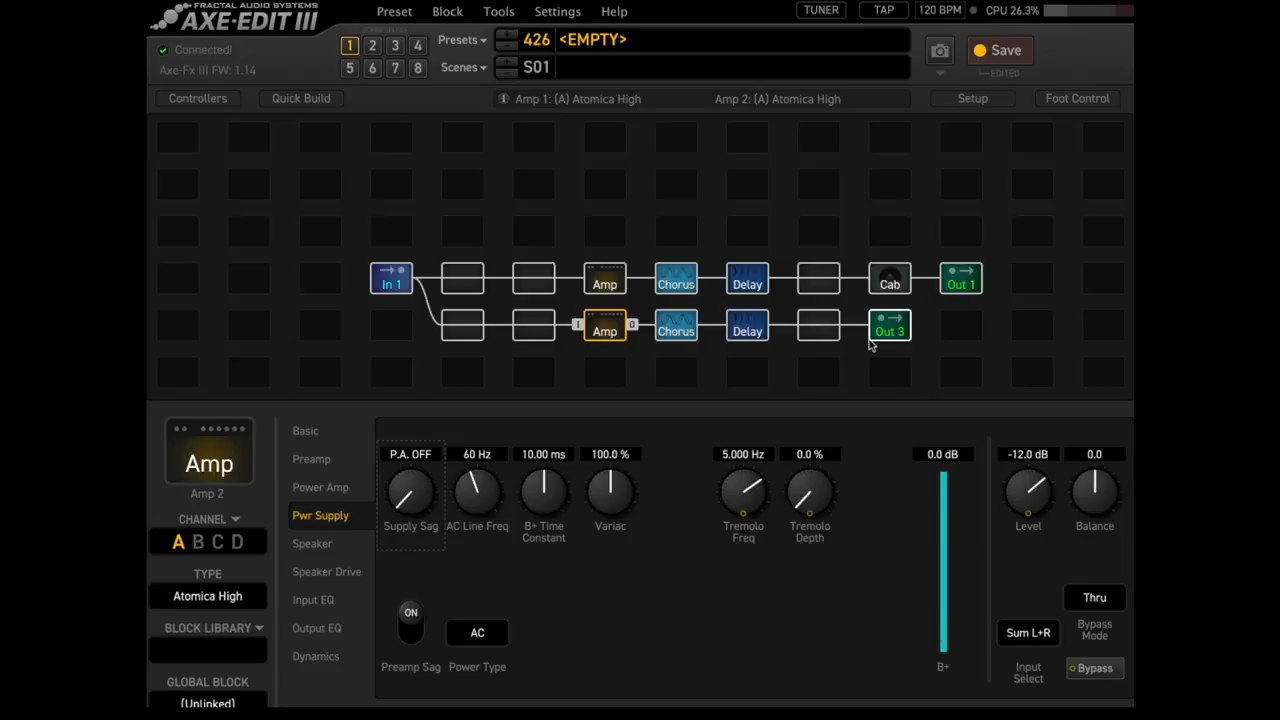 FRACTAL AUDIO SYSTEMS
AXE-EDIT III
Preset Block Tools Settings Help
TUNER TAP 120 BPM CPU 26.3%
Connected!
Axe-Fx III FW: 1.14
1 2 3 4
5 6 7 8
Presets
426 <EMPTY>
Scenes
S01
Save
EDITED
Controllers Quick Build
Amp 1: (A) Atomica High Amp 2: (A) Atomica High
Setup Foot Control
In 1 Amp Chorus Delay Cab Out 1
I Amp O Chorus Delay Out 3
Amp
Amp 2
CHANNEL
A B C D
TYPE
Atomica High
BLOCK LIBRARY
GLOBAL BLOCK
(Unlinked)
Basic
Preamp
Power Amp
Pwr Supply
Speaker
Speaker Drive
Input EQ
Output EQ
Dynamics
P.A. OFF 60 Hz 10.00 ms 100.0 % 5.000 Hz 0.0 % 0.0 dB -12.0 dB 0.0
Supply Sag AC Line Freq B+ Time Constant Variac Tremolo Freq Tremolo Depth Level Balance
ON AC
Preamp Sag Power Type
B+
Thru
Bypass Mode
Sum L+R
Input Select
Bypass